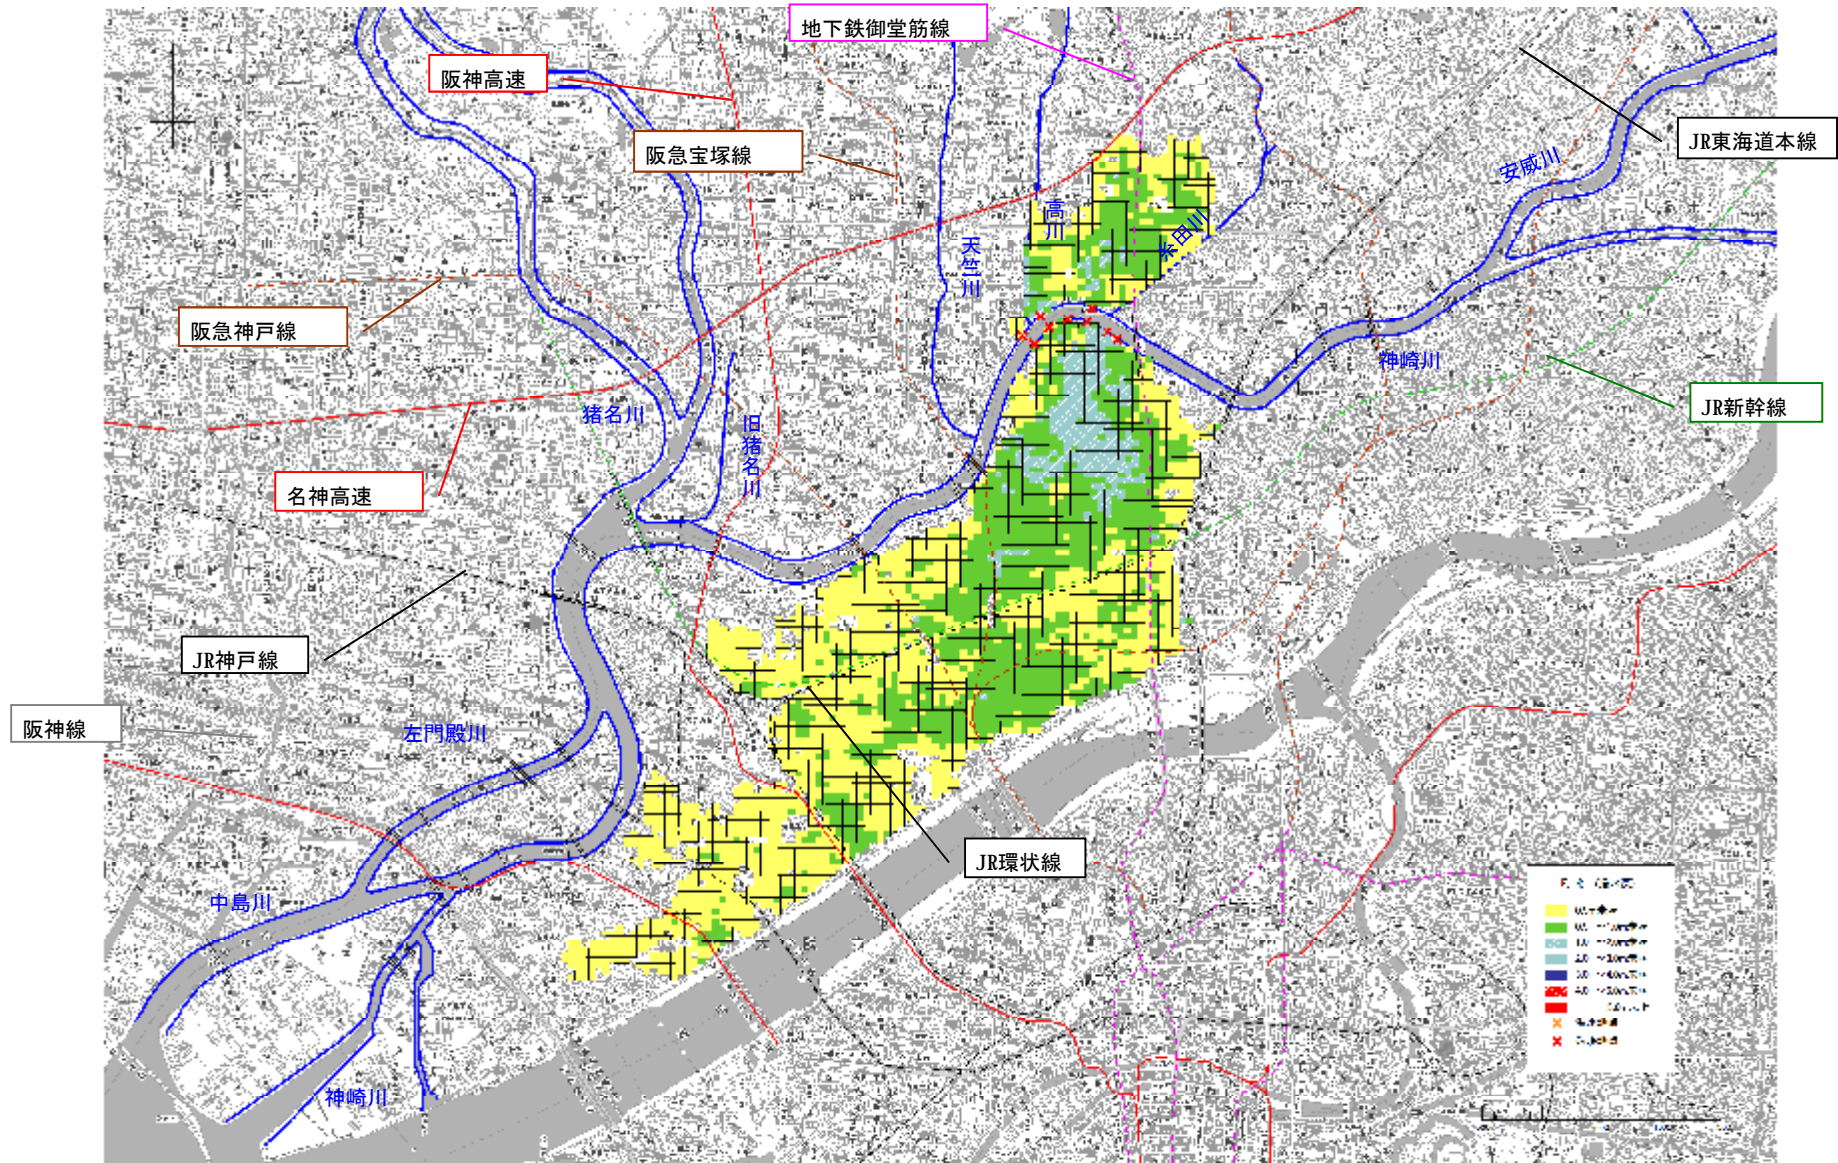 地下鉄御堂筋線
阪神高速
阪急宝塚線
JR東海道本線
安威川
高川
糸田川
天竺川
阪急神戸線
神崎川
JR新幹線
猪名川
旧猪名川
名神高速
JR神戸線
阪神線
左門殿川
JR環状線
中島川
神崎川